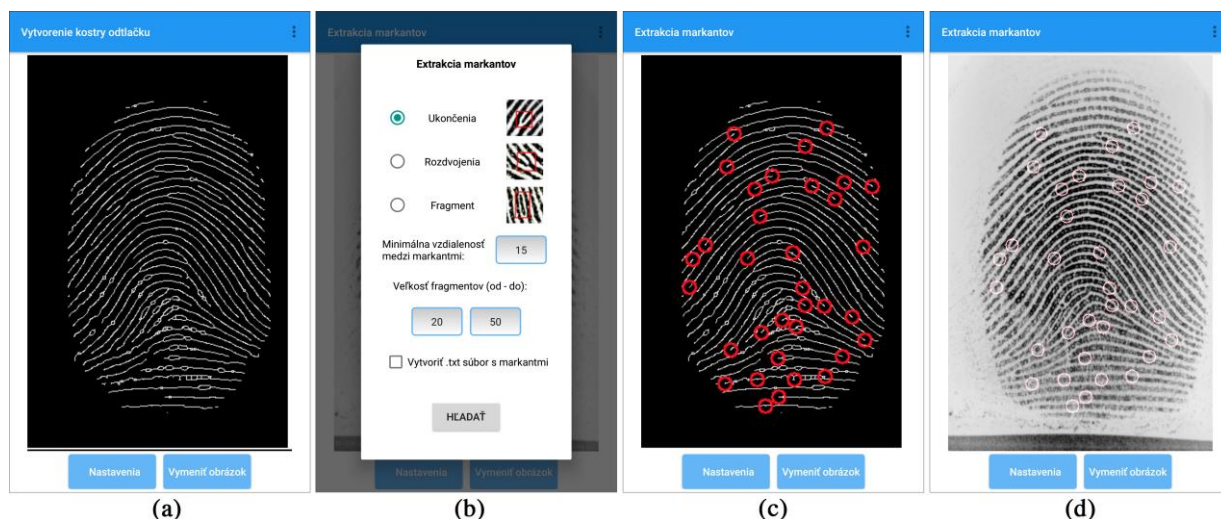 Vytvorenie kostry odtlačku
Nastavenia
Vymeniť obrázok
(a)
Extrakcia markantov
Extrakcia markantov
Ukončenia
Rozdvojenia
Fragment
Minimálna vzdialenosť
medzi markantmi:
15
Veľkosť fragmentov (od - do):
20
50
Vytvoriť .txt súbor s markantmi
HĽADAŤ
Nastavenia
Vymeniť obrázok
(b)
Extrakcia markantov
Nastavenia
Vymeniť obrázok
(c)
Extrakcia markantov
Nastavenia
Vymeniť obrázok
(d)